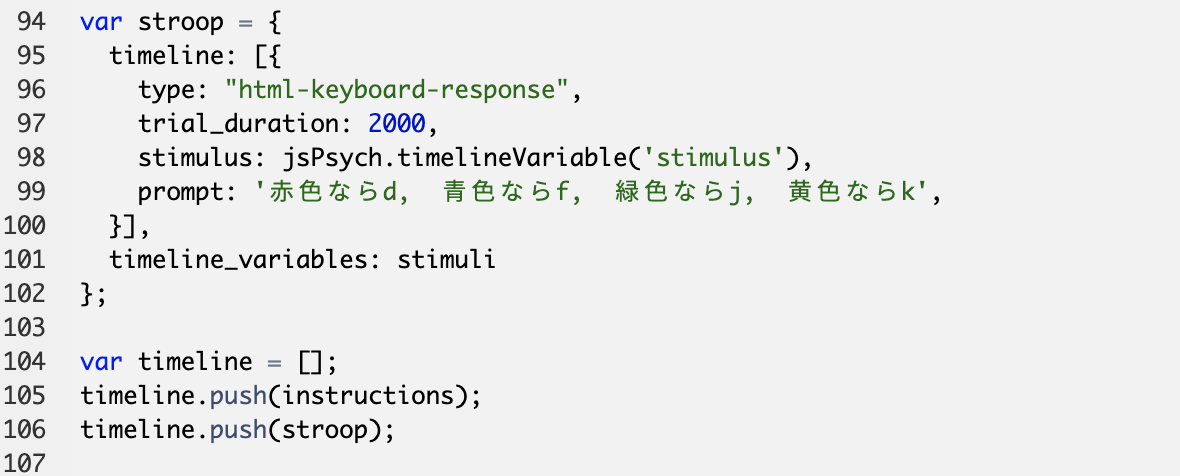 94 var stroop = {
95   timeline: [{
96     type: "html-keyboard-response",
97     trial_duration: 2000,
98     stimulus: jsPsych.timelineVariable('stimulus'),
99     prompt: '赤色ならd,  青色ならf,  緑色ならj,  黄色ならk',
100   }],
101   timeline_variables: stimuli
102 };
103
104 var timeline = [];
105 timeline.push(instructions);
106 timeline.push(stroop);
107